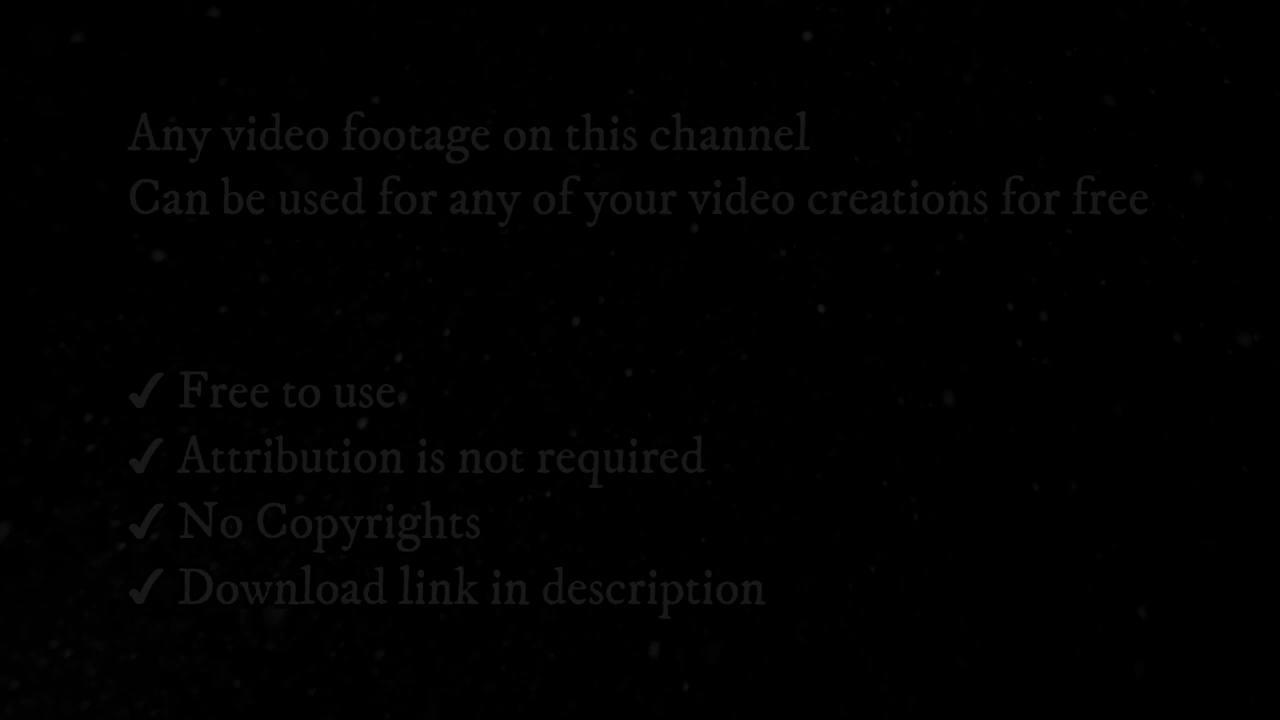 Any video footage on this channel
Can be used for any of your video creations for free
✔ Free to use
✔ Attribution is not required
✔ No Copyrights
✔ Download link in description